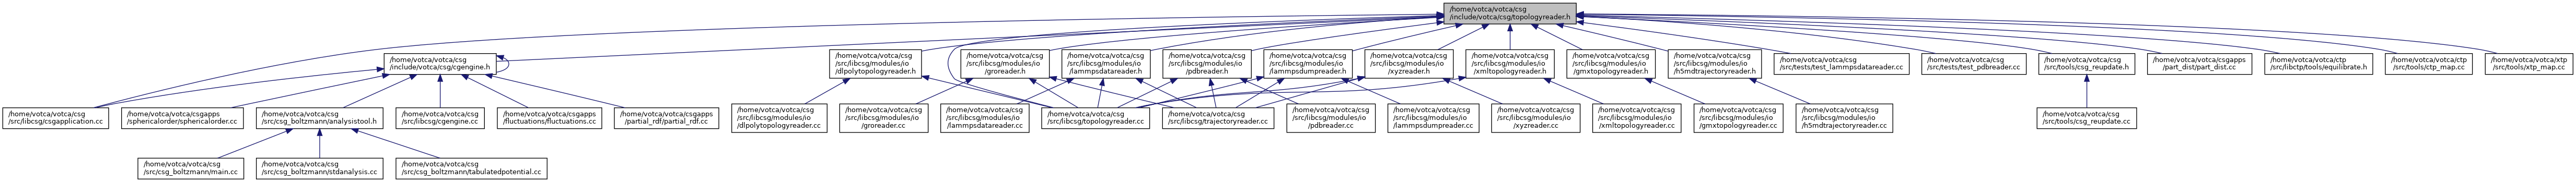 /home/votca/votca/csg
/include/votca/csg/topologyreader.h
/home/votca/votca/csg
/include/votca/csg/cgengine.h
/home/votca/votca/csg
/src/libcsg/modules/io
/dlpolytopologyreader.h
/home/votca/votca/csg
/src/libcsg/modules/io
/groreader.h
/home/votca/votca/csg
/src/libcsg/modules/io
/lammpsdatareader.h
/home/votca/votca/csg
/src/libcsg/modules/io
/pdbreader.h
/home/votca/votca/csg
/src/libcsg/modules/io
/lammpsdumpreader.h
/home/votca/votca/csg
/src/libcsg/modules/io
/xyzreader.h
/home/votca/votca/csg
/src/libcsg/modules/io
/xmltopologyreader.h
/home/votca/votca/csg
/src/libcsg/modules/io
/gmxtopologyreader.h
/home/votca/votca/csg
/src/libcsg/modules/io
/h5mdtrajectoryreader.h
/home/votca/votca/csg
/src/tests/test_lammpsdatareader.cc
/home/votca/votca/csg
/src/tests/test_pdbreader.cc
/home/votca/votca/csg
/src/tools/csg_reupdate.h
/home/votca/votca/csgapps
/part_dist/part_dist.cc
/home/votca/votca/ctp
/src/libctp/tools/equilibrate.h
/home/votca/votca/ctp
/src/tools/ctp_map.cc
/home/votca/votca/xtp
/src/tools/xtp_map.cc
/home/votca/votca/csg
/src/libcsg/csgapplication.cc
/home/votca/votca/csgapps
/sphericalorder/sphericalorder.cc
/home/votca/votca/csg
/src/csg_boltzmann/analysistool.h
/home/votca/votca/csg
/src/libcsg/cgengine.cc
/home/votca/votca/csgapps
/fluctuations/fluctuations.cc
/home/votca/votca/csgapps
/partial_rdf/partial_rdf.cc
/home/votca/votca/csg
/src/libcsg/modules/io
/dlpolytopologyreader.cc
/home/votca/votca/csg
/src/libcsg/modules/io
/groreader.cc
/home/votca/votca/csg
/src/libcsg/modules/io
/lammpsdatareader.cc
/home/votca/votca/csg
/src/libcsg/topologyreader.cc
/home/votca/votca/csg
/src/libcsg/trajectoryreader.cc
/home/votca/votca/csg
/src/libcsg/modules/io
/pdbreader.cc
/home/votca/votca/csg
/src/libcsg/modules/io
/lammpsdumpreader.cc
/home/votca/votca/csg
/src/libcsg/modules/io
/xyzreader.cc
/home/votca/votca/csg
/src/libcsg/modules/io
/xmltopologyreader.cc
/home/votca/votca/csg
/src/libcsg/modules/io
/gmxtopologyreader.cc
/home/votca/votca/csg
/src/libcsg/modules/io
/h5mdtrajectoryreader.cc
/home/votca/votca/csg
/src/tools/csg_reupdate.cc
/home/votca/votca/csg
/src/csg_boltzmann/main.cc
/home/votca/votca/csg
/src/csg_boltzmann/stdanalysis.cc
/home/votca/votca/csg
/src/csg_boltzmann/tabulatedpotential.cc